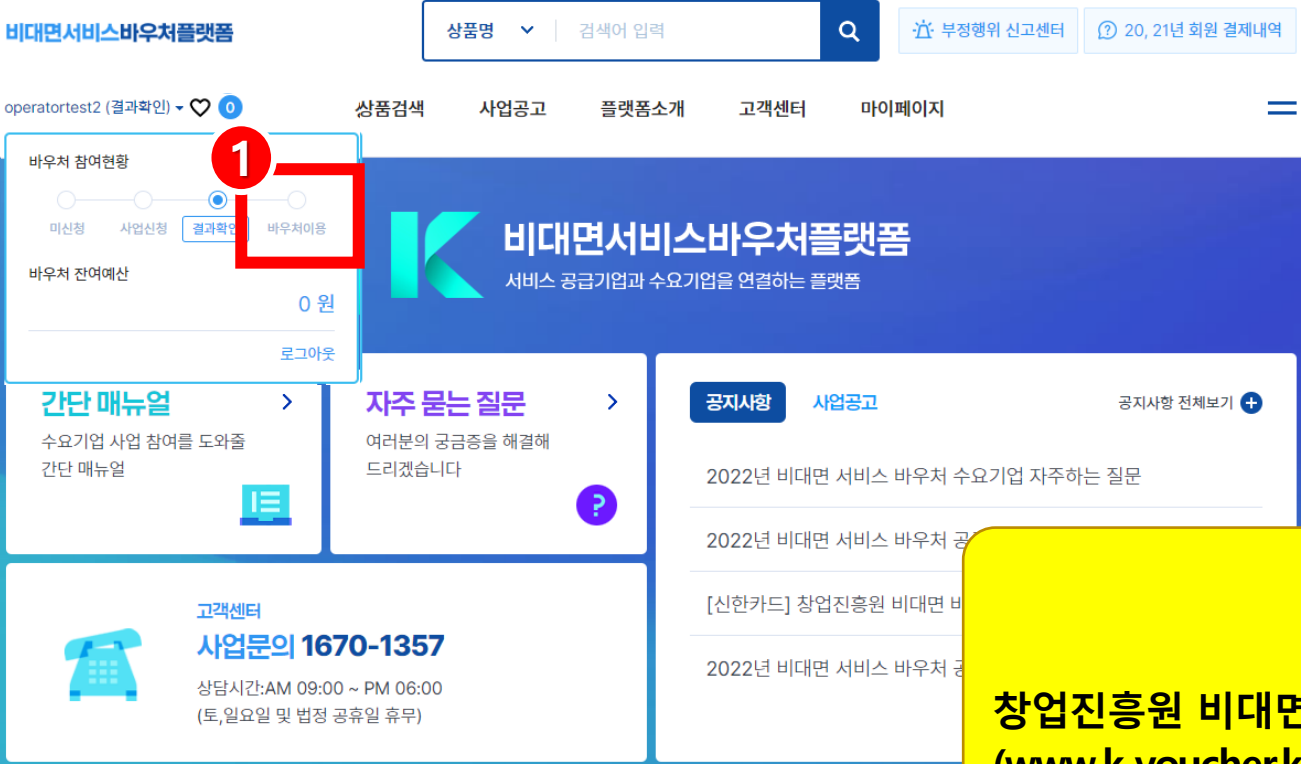 비대면서비스바우처플랫폼
상품명
검색어 입력
부정행위 신고센터
20, 21년 회원 결제내역
operatortest2 (결과확인)
0
상품검색
사업공고
플랫폼소개
고객센터
마이페이지
바우처 참여현황
1
미신청
사업신청
결과확인
바우처이용
바우처 잔여예산
0 원
로그아웃
비대면서비스바우처플랫폼
서비스 공급기업과 수요기업을 연결하는 플랫폼
간단 매뉴얼
수요기업 사업 참여를 도와줄
간단 매뉴얼
자주 묻는 질문
여러분의 궁금증을 해결해
드리겠습니다
?
공지사항
사업공고
공지사항 전체보기
2022년 비대면 서비스 바우처 수요기업 자주하는 질문
2022년 비대면 서비스 바우처
[신한카드] 창업진흥원 비대면
2022년 비대면 서비스 바우처
고객센터
사업문의 1670-1357
상담시간:AM 09:00 ~ PM 06:00
(토,일요일 및 법정 공휴일 휴무)
창업진흥원 비대면
(www.k-voucher.k